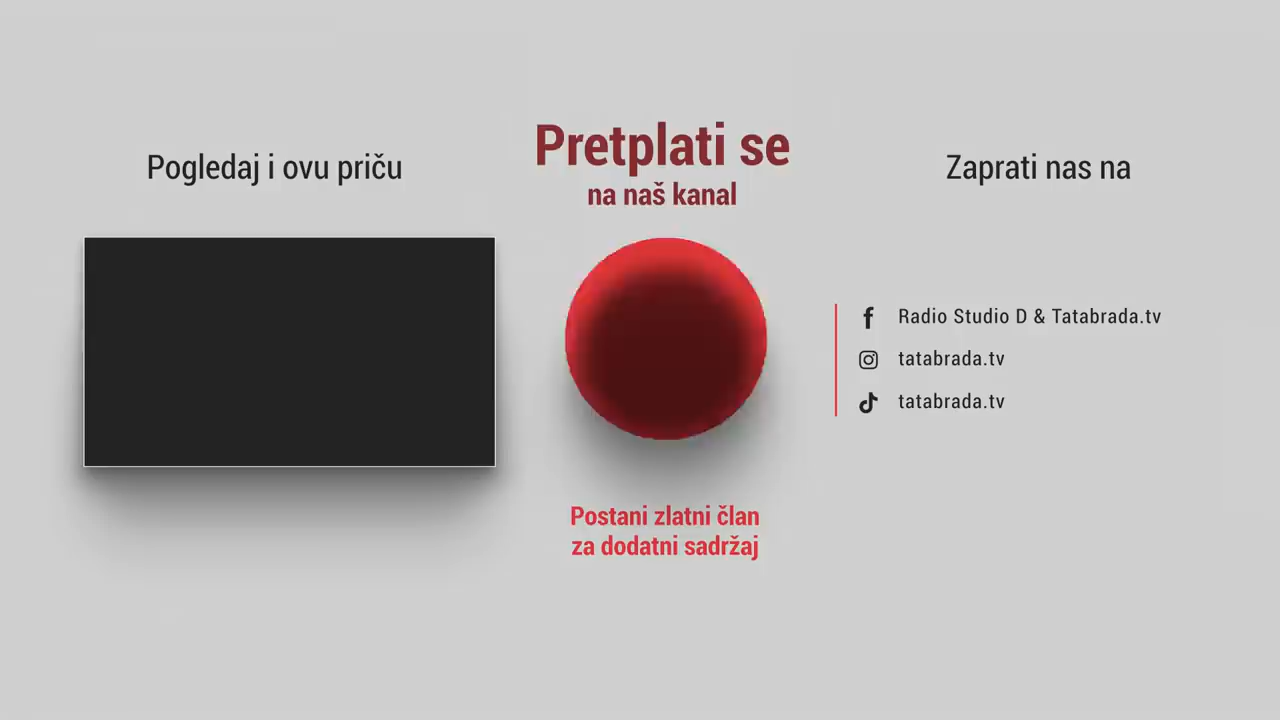 Pogledaj i ovu priču
Pretplati se
na naš kanal
Zaprati nas na
Radio Studio D & Tatabrada.tv
tatabrada.tv
tatabrada.tv
Postani zlatni član
za dodatni sadržaj